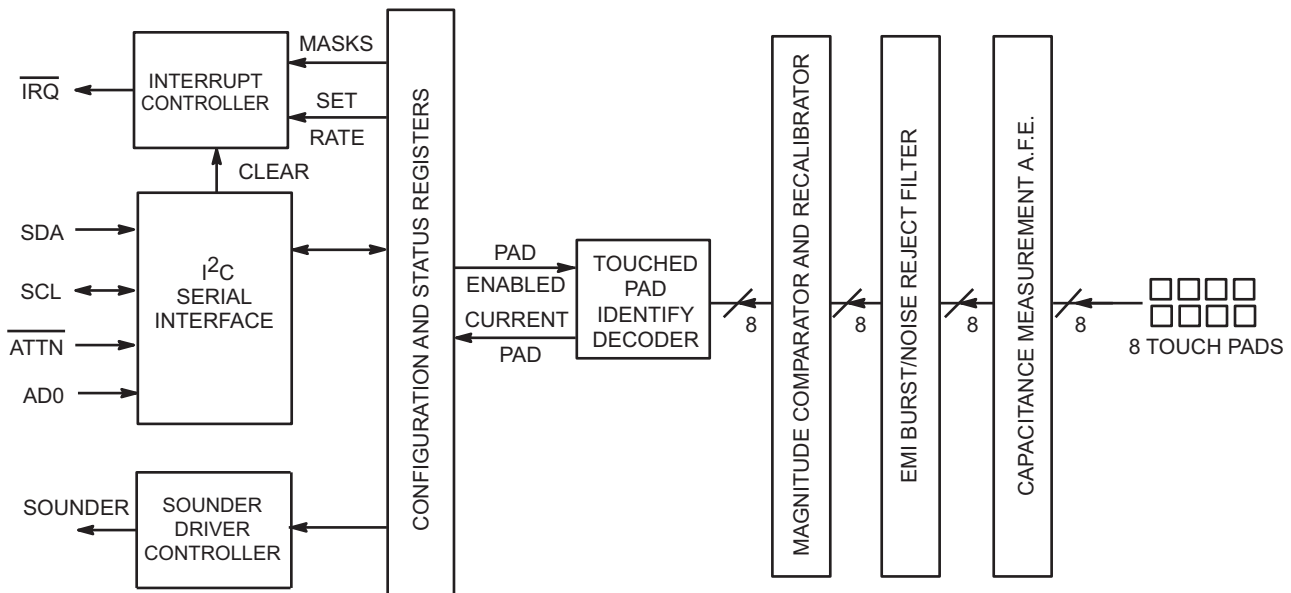 IRQ
INTERRUPT
CONTROLLER
MASKS
SET
RATE
CLEAR
SDA
SCL
ATTN
AD0
I2C
SERIAL
INTERFACE
SOUNDER
SOUNDER
DRIVER
CONTROLLER
CONFIGURATION AND STATUS REGISTERS
PAD
ENABLED
CURRENT
PAD
TOUCHED
PAD
IDENTIFY
DECODER
8
MAGNITUDE COMPARATOR AND RECALIBRATOR
8
EMI BURST/NOISE REJECT FILTER
8
CAPACITANCE MEASUREMENT A.F.E.
8
8 TOUCH PADS